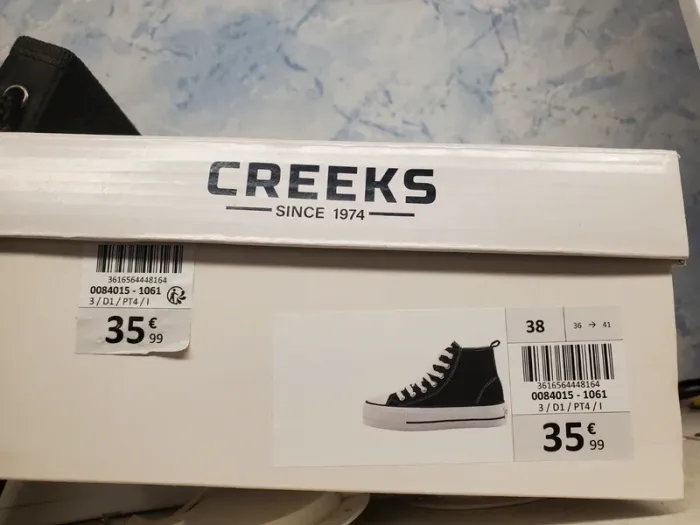 CREEKS
SINCE 1974
3616564448164
0084015 - 1061
3 / D1 / PT4 / I
35€99
38
36 → 41
3616564448164
0084015 - 1061
3 / D1 / PT4 / I
35€99